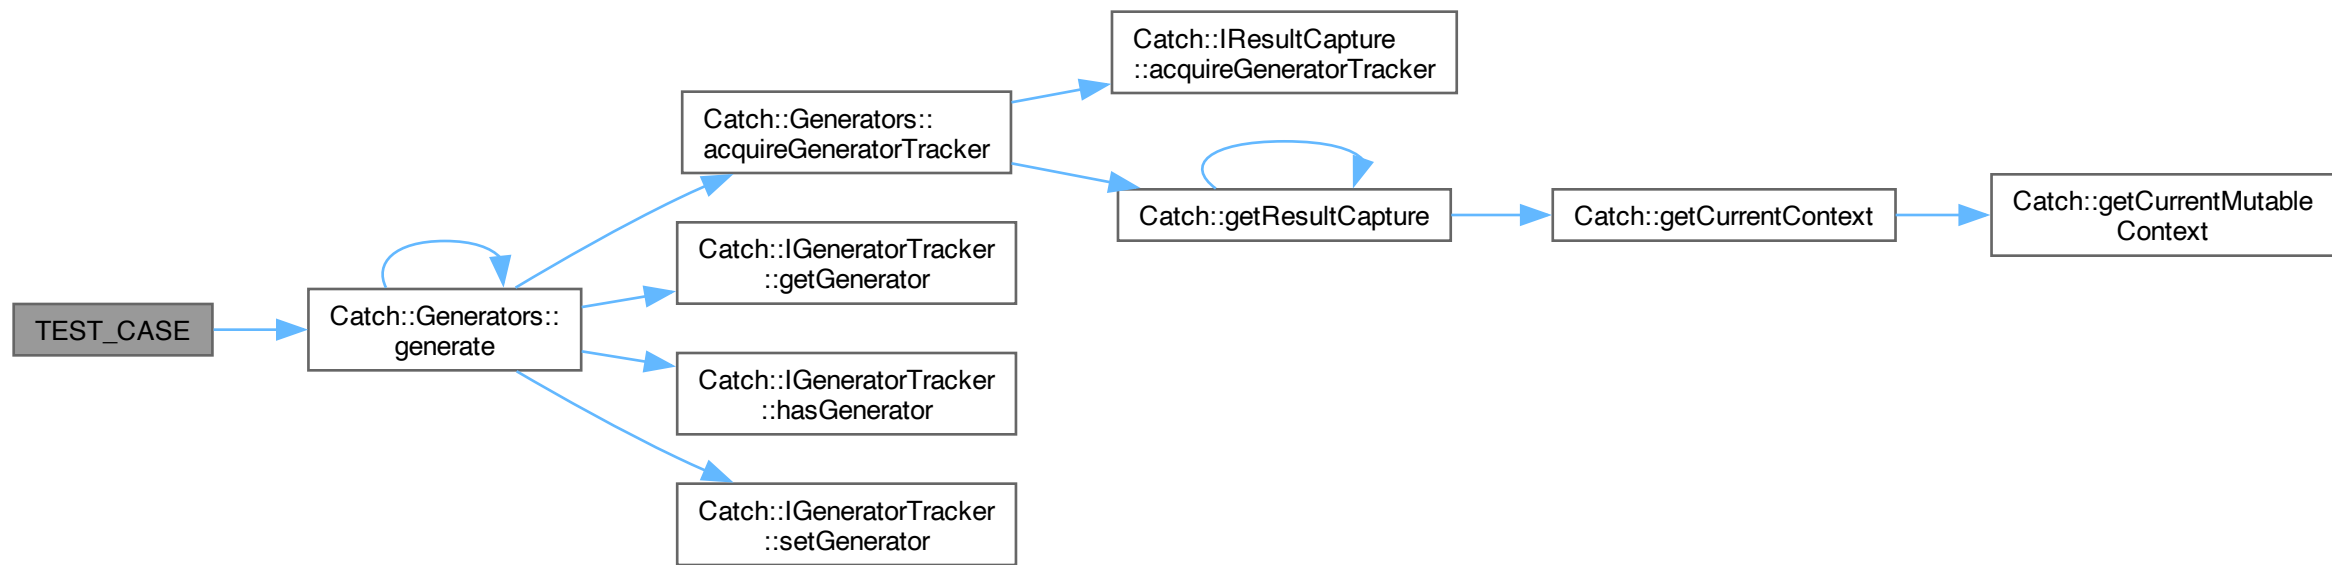 TEST_CASE
Catch::Generators::
generate
Catch::Generators::
acquireGeneratorTracker
Catch::IGeneratorTracker
::getGenerator
Catch::IGeneratorTracker
::hasGenerator
Catch::IGeneratorTracker
::setGenerator
Catch::IResultCapture
::acquireGeneratorTracker
Catch::getResultCapture
Catch::getCurrentContext
Catch::getCurrentMutable
Context